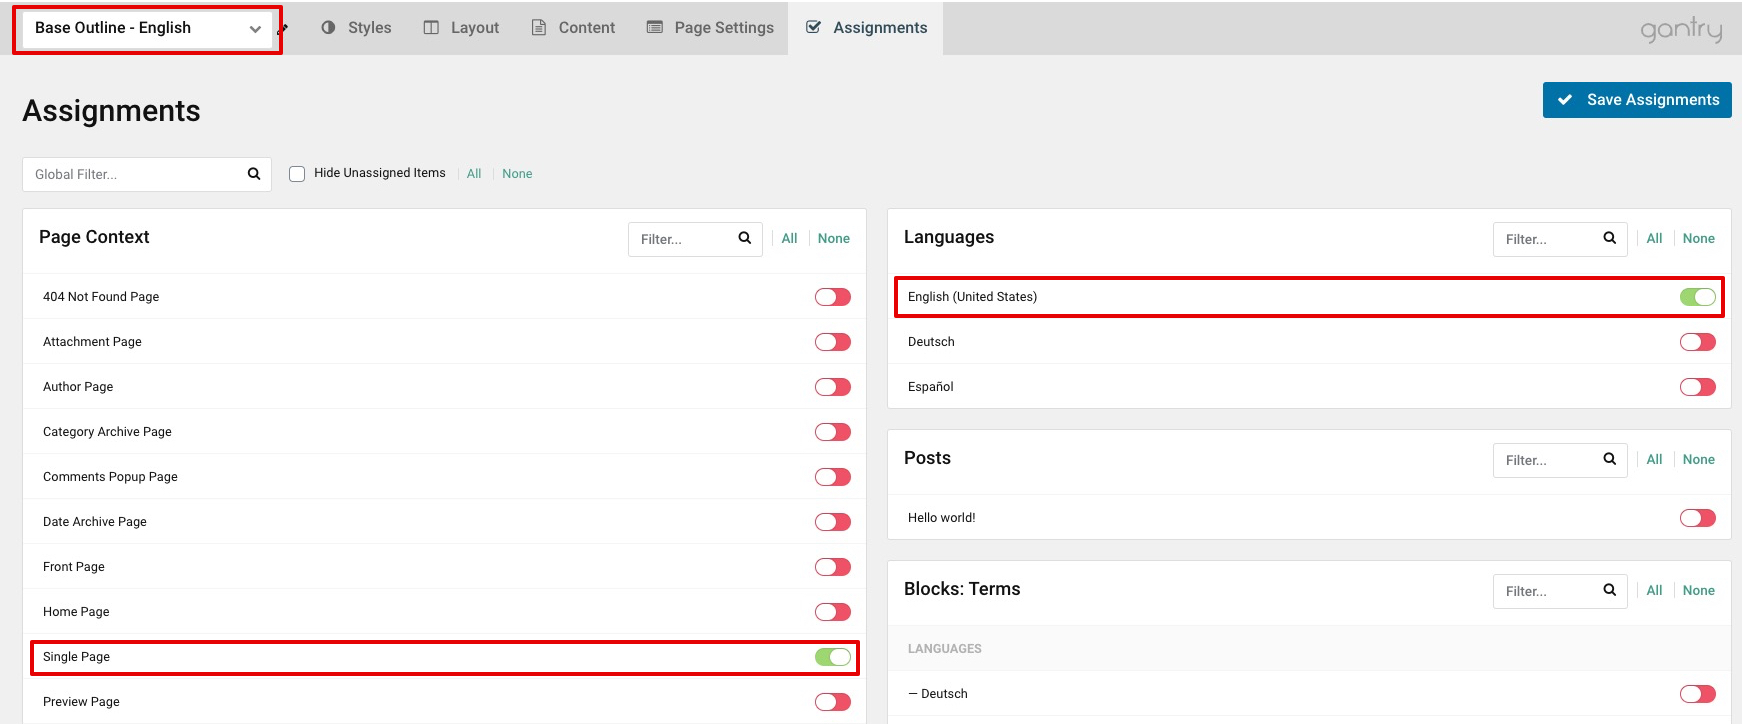 Base Outline - English
Styles
Layout
Content
Page Settings
Assignments
gantry
Assignments
Save Assignments
Global Filter...
Hide Unassigned Items
All
None
Page Context
Filter...
All
None
404 Not Found Page
Attachment Page
Author Page
Category Archive Page
Comments Popup Page
Date Archive Page
Front Page
Home Page
Single Page
Preview Page
Languages
Filter...
All
None
English (United States)
Deutsch
Español
Posts
Filter...
All
None
Hello world!
Blocks: Terms
Filter...
All
None
LANGUAGES
— Deutsch